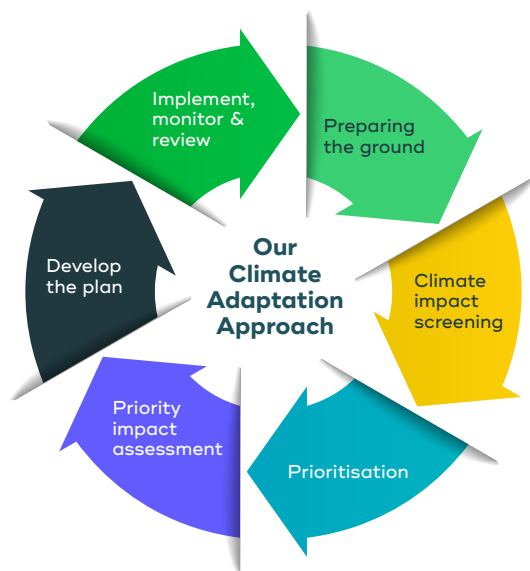 Our
Climate
Adaptation
Approach
Preparing
the ground
Climate
impact
screening
Prioritisation
Priority
impact
assessment
Develop
the plan
Implement,
monitor &
review